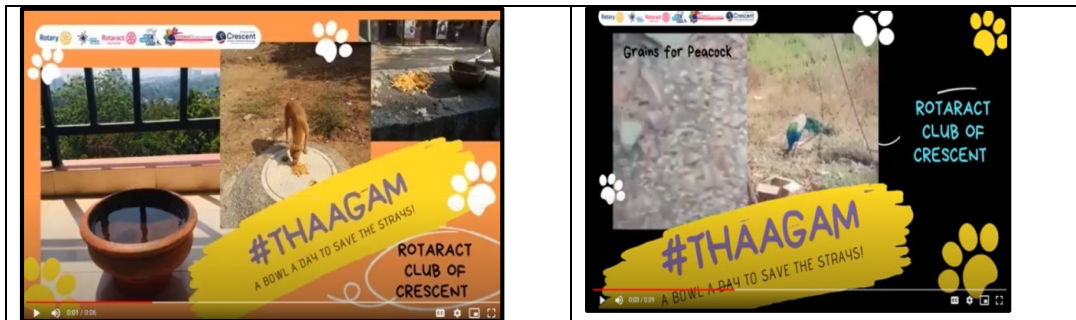 Rotary
Rotaract
Crescent
#THAAGAM
A BOWL A DAY TO SAVE THE STRAYS!
ROTARACT
CLUB OF
CRESCENT
0:01 / 0:06
Rotary
Rotaract
Crescent
Grains for Peacock
ROTARACT
CLUB OF
CRESCENT
#THAAGAM
A BOWL A DAY TO SAVE THE STRAYS!
0:03 / 0:09